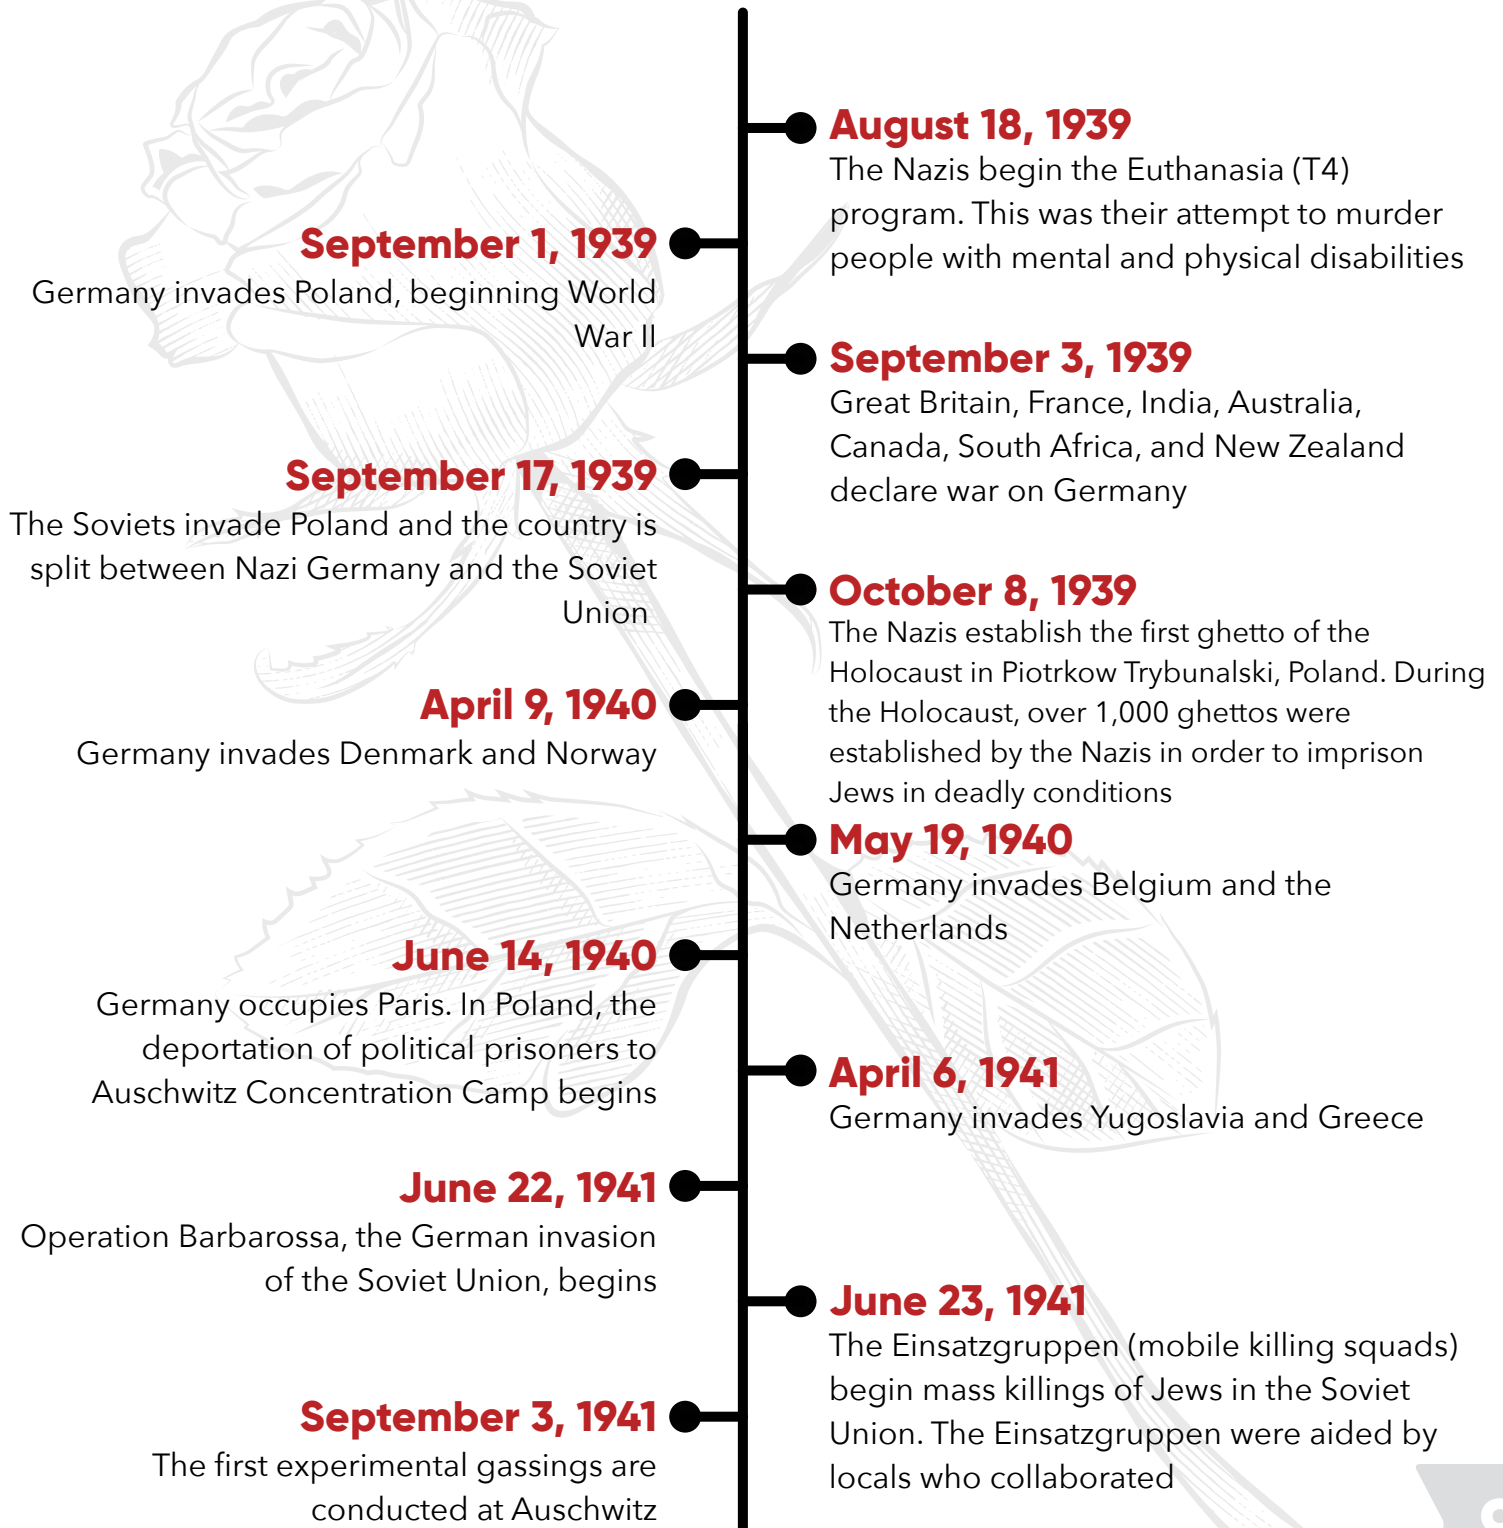 August 18, 1939
The Nazis begin the Euthanasia (T4)
program. This was their attempt to murder
people with mental and physical disabilities
September 1, 1939
Germany invades Poland, beginning World
War II
September 3, 1939
Great Britain, France, India, Australia,
Canada, South Africa, and New Zealand
declare war on Germany
September 17, 1939
The Soviets invade Poland and the country is
split between Nazi Germany and the Soviet
Union
October 8, 1939
The Nazis establish the first ghetto of the
Holocaust in Piotrkow Trybunalski, Poland. During
the Holocaust, over 1,000 ghettos were
established by the Nazis in order to imprison
Jews in deadly conditions
April 9, 1940
Germany invades Denmark and Norway
May 19, 1940
Germany invades Belgium and the
Netherlands
June 14, 1940
Germany occupies Paris. In Poland, the
deportation of political prisoners to
Auschwitz Concentration Camp begins
April 6, 1941
Germany invades Yugoslavia and Greece
June 22, 1941
Operation Barbarossa, the German invasion
of the Soviet Union, begins
June 23, 1941
The Einsatzgruppen (mobile killing squads)
begin mass killings of Jews in the Soviet
Union. The Einsatzgruppen were aided by
locals who collaborated
September 3, 1941
The first experimental gassings are
conducted at Auschwitz